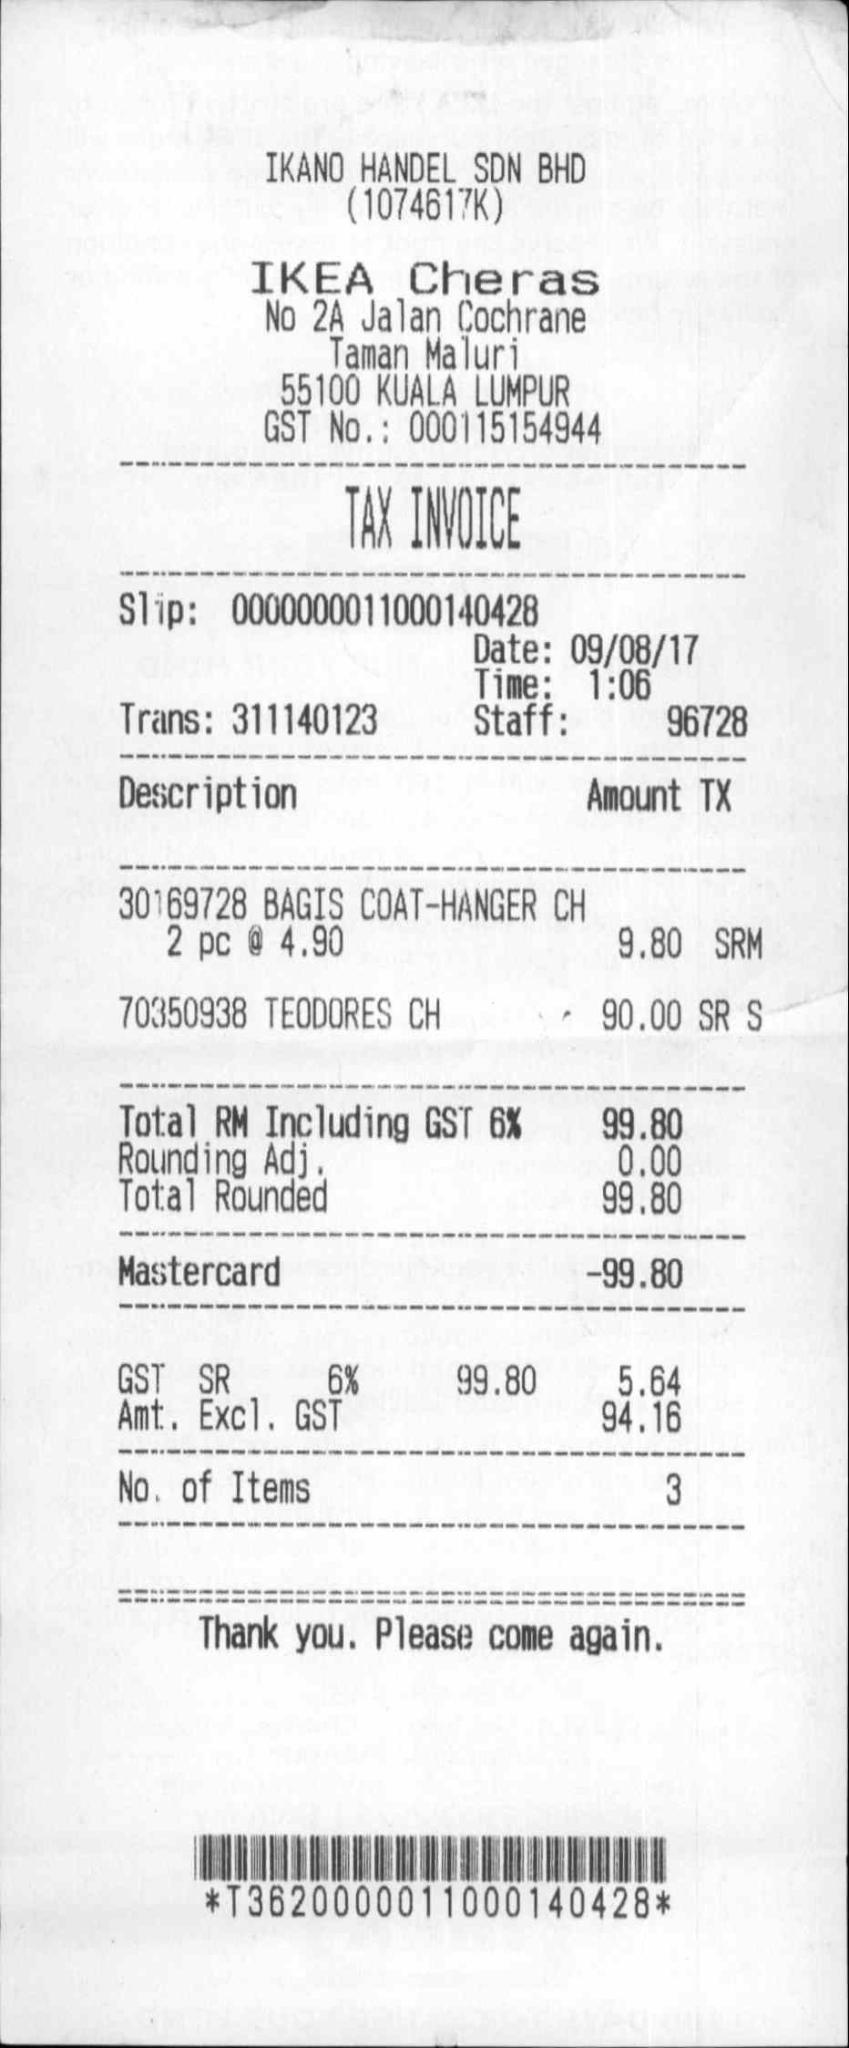 IKANO HANDEL SDN BHD
(1074617K)
IKEA Cheras
No 2A Jalan Cochrane
Taman Maluri
55100 KUALA LUMPUR
GST No.: 000115154944
TAX INVOICE
Slip: 0000000011000140428
Date: 09/08/17
Time: 1:06
Trans: 311140123 Staff: 96728
Description Amount TX
30169728 BAGIS COAT-HANGER CH
2 pc @ 4.90 9.80 SRM
70350938 TEODORES CH 90.00 SR S
Total RM Including GST 6% 99.80
Rounding Adj. 0.00
Total Rounded 99.80
Mastercard -99.80
GST SR 6% 99.80 5.64
Amt. Excl. GST 94.16
No. of Items 3
Thank you. Please come again.
*T36200000110001​40428*